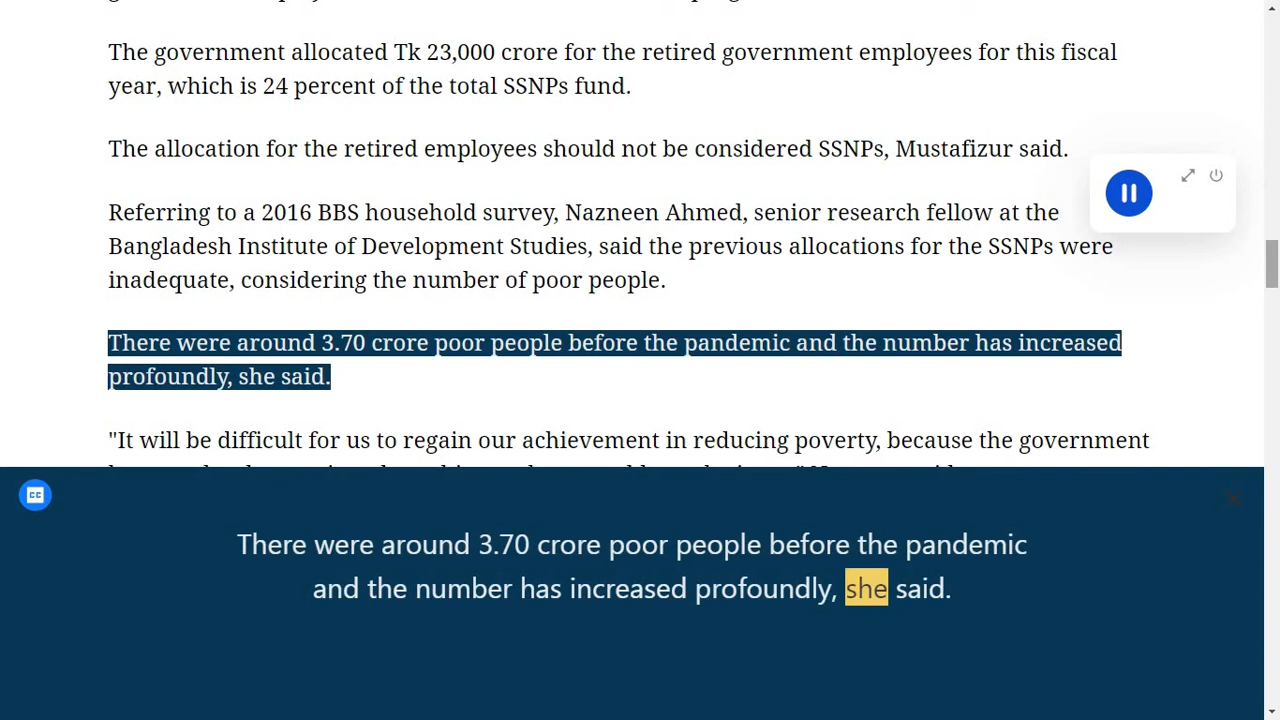 The government allocated Tk 23,000 crore for the retired government employees for this fiscal
year, which is 24 percent of the total SSNPs fund.
The allocation for the retired employees should not be considered SSNPs, Mustafizur said.
Referring to a 2016 BBS household survey, Nazneen Ahmed, senior research fellow at the
Bangladesh Institute of Development Studies, said the previous allocations for the SSNPs were
inadequate, considering the number of poor people.
There were around 3.70 crore poor people before the pandemic and the number has increased
profoundly, she said.
"It will be difficult for us to regain our achievement in reducing poverty, because the government
CC
There were around 3.70 crore poor people before the pandemic
and the number has increased profoundly, she said.